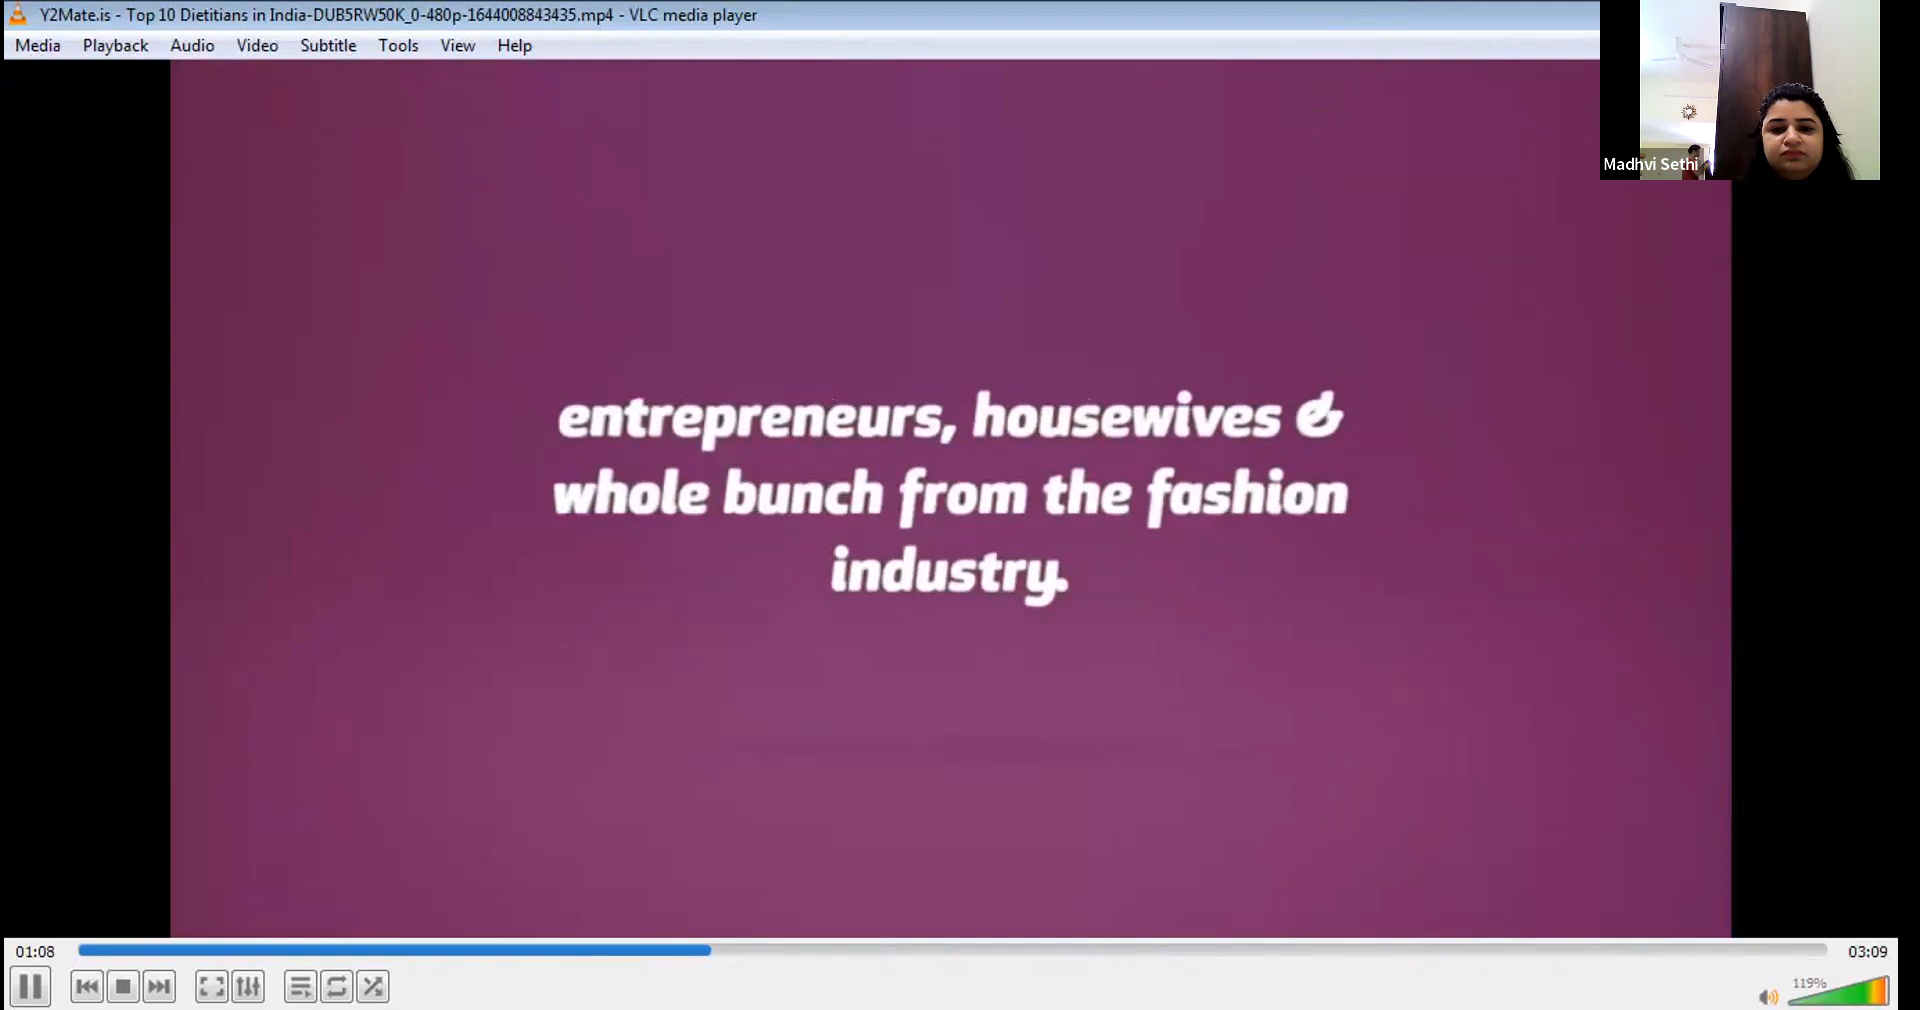 Y2Mate.is - Top 10 Dietitians in India-DUB5RW50K_0-480p-1644008843435.mp4 - VLC media player
Media Playback Audio Video Subtitle Tools View Help
Madhvi Sethi
entrepreneurs, housewives &
whole bunch from the fashion
industry.
01:08
03:09
119%